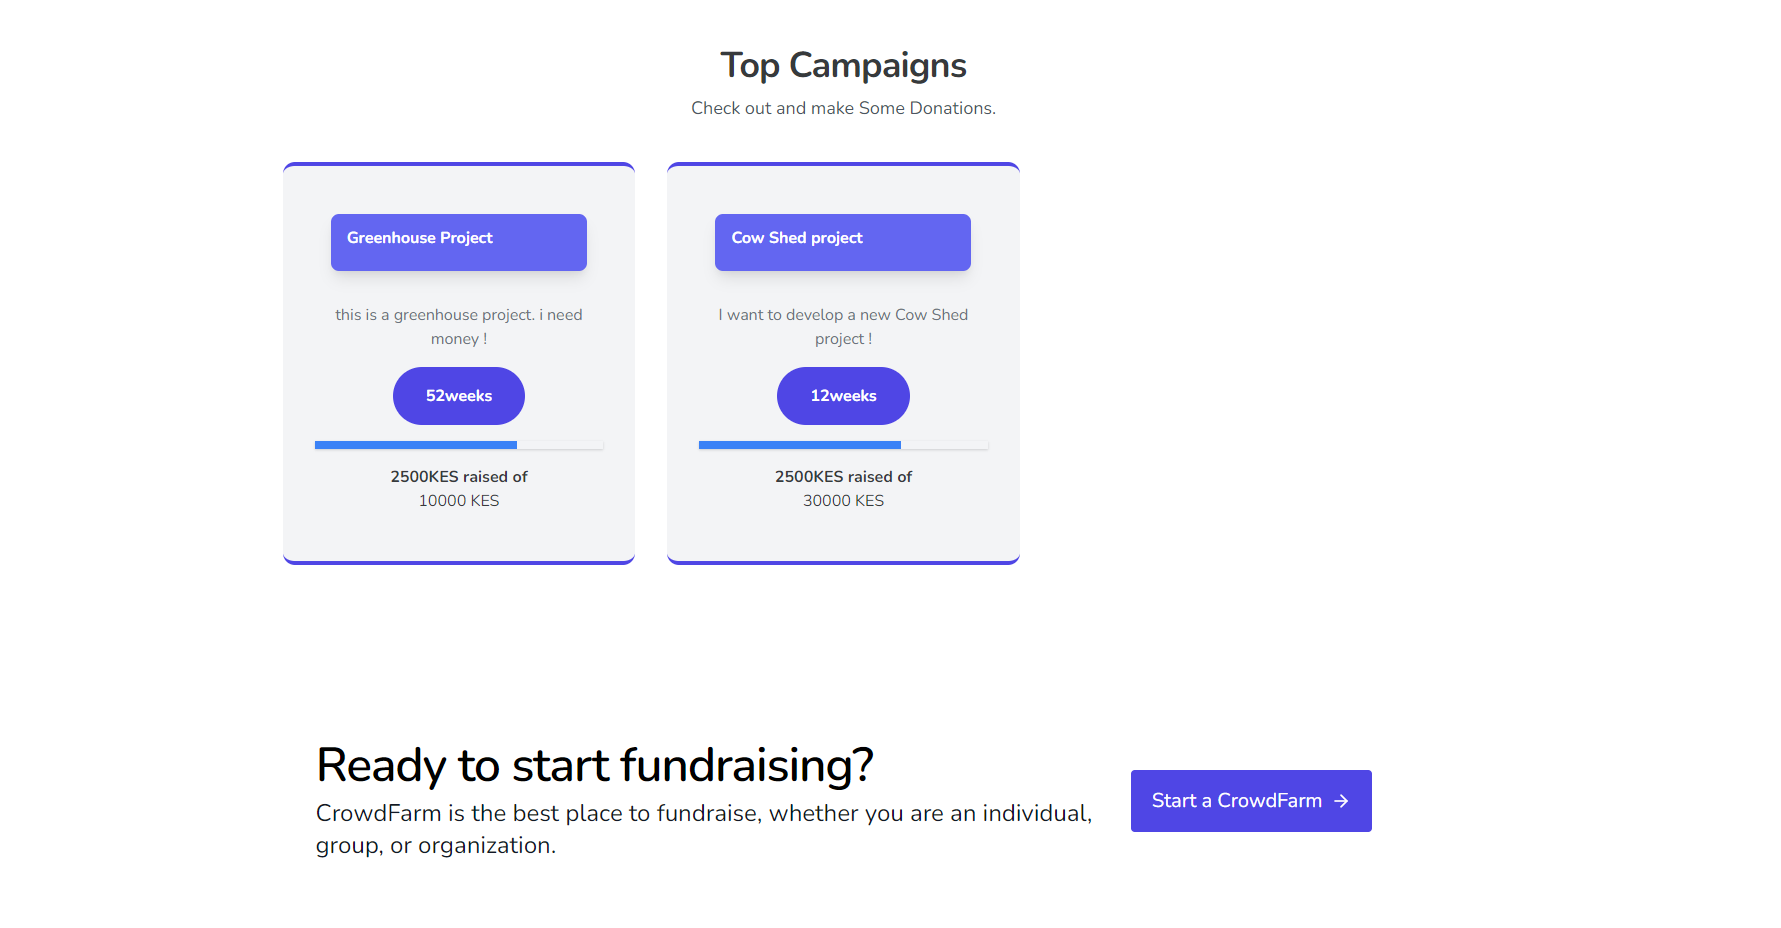 Top Campaigns
Check out and make Some Donations.
Greenhouse Project
this is a greenhouse project. i need
money !
52weeks
2500KES raised of
10000 KES
Cow Shed project
I want to develop a new Cow Shed
project !
12weeks
2500KES raised of
30000 KES
Ready to start fundraising?
CrowdFarm is the best place to fundraise, whether you are an individual,
group, or organization.
Start a CrowdFarm →